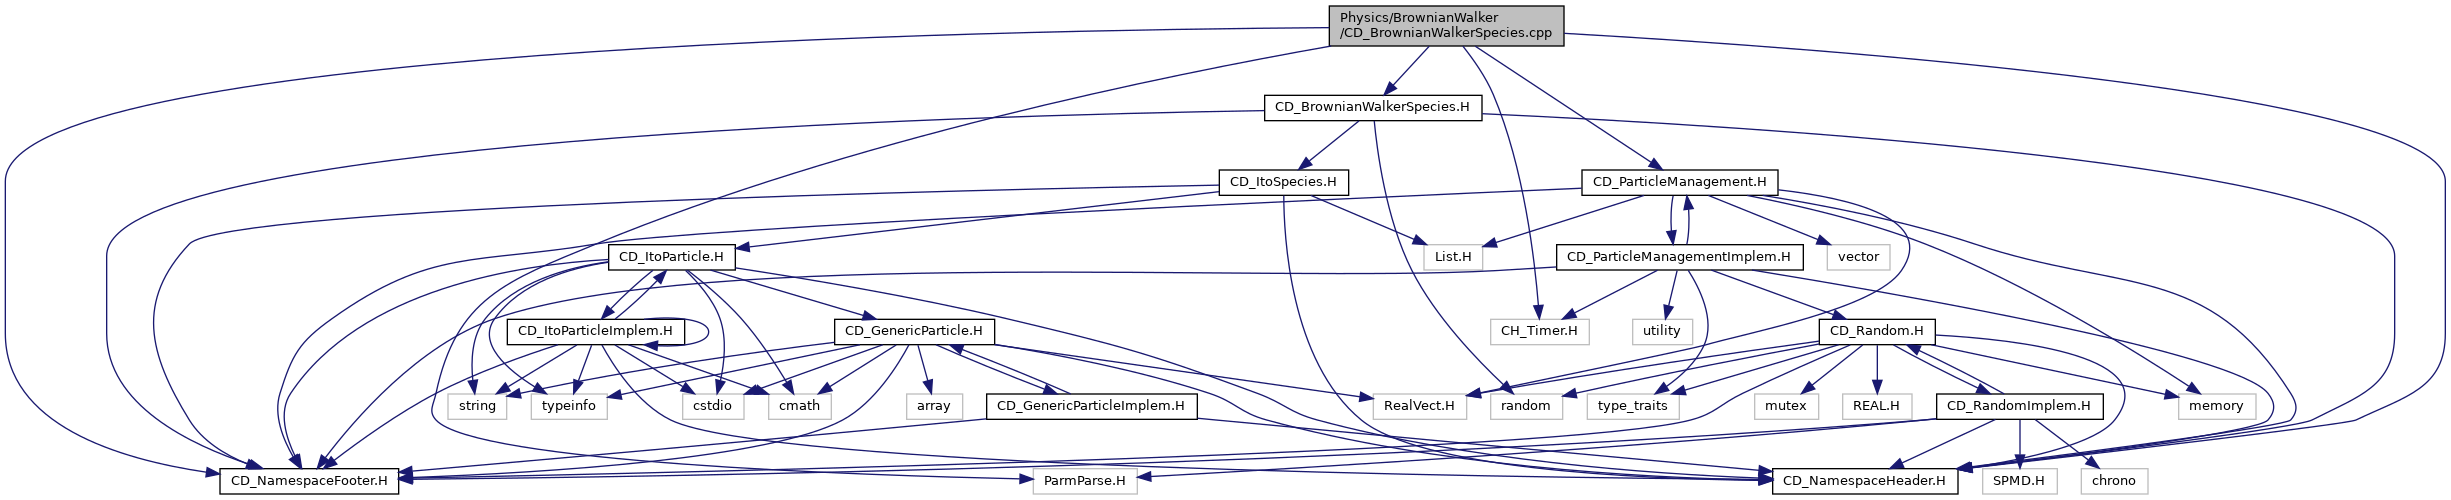 Physics/BrownianWalker
/CD_BrownianWalkerSpecies.cpp
CD_BrownianWalkerSpecies.H
CD_ItoSpecies.H
CD_ParticleManagement.H
CD_ItoParticle.H
List.H
CD_ParticleManagementImplem.H
vector
CD_ItoParticleImplem.H
CD_GenericParticle.H
CH_Timer.H
utility
CD_Random.H
string
typeinfo
cstdio
cmath
array
CD_GenericParticleImplem.H
RealVect.H
random
type_traits
mutex
REAL.H
CD_RandomImplem.H
memory
CD_NamespaceFooter.H
ParmParse.H
CD_NamespaceHeader.H
SPMD.H
chrono